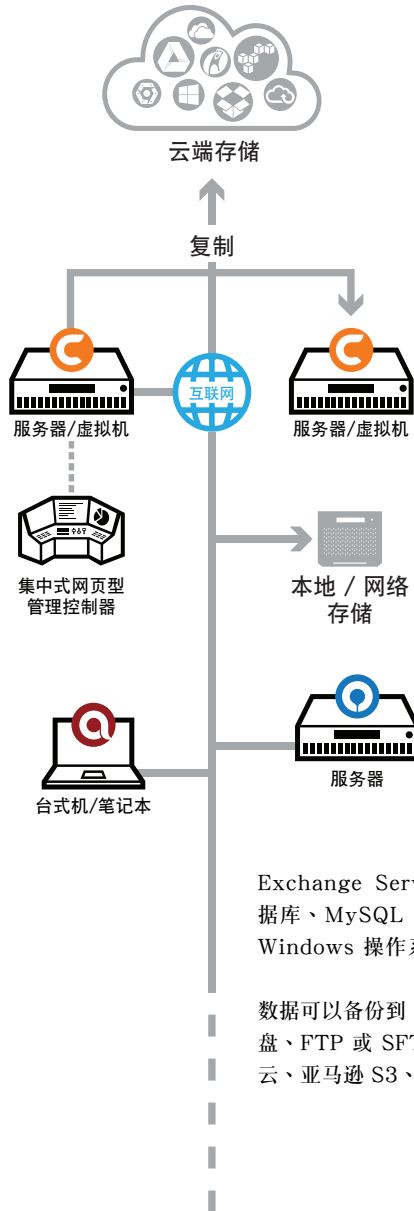 云端存储
复制
互联网
服务器/虚拟机
服务器/虚拟机
集中式网页型
管理控制器
本地 / 网络
存储
台式机/笔记本
服务器
Exchange Serv
据库、MySQL
Windows 操作系
数据可以备份到
盘、FTP 或 SFT
云、亚马逊 S3、